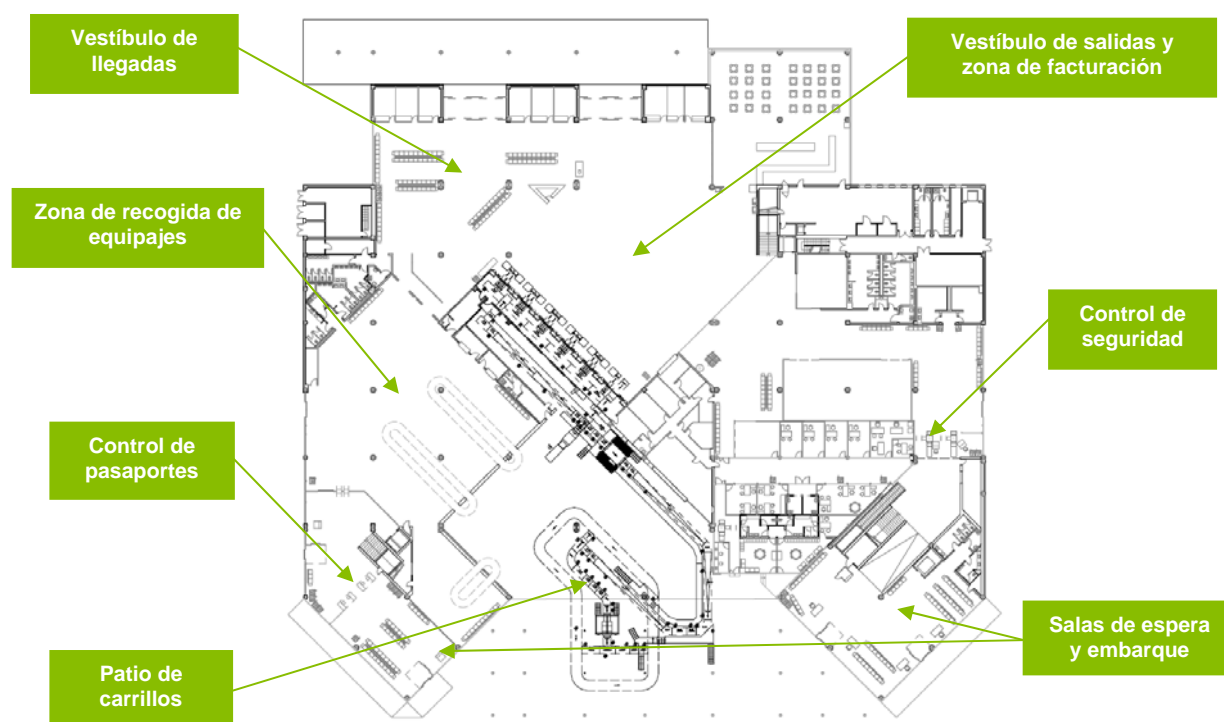 Vestíbulo de
llegadas
Vestíbulo de salidas y
zona de facturación
Zona de recogida de
equipajes
Control de
seguridad
Control de
pasaportes
Salas de espera
y embarque
Patio de
carrillos